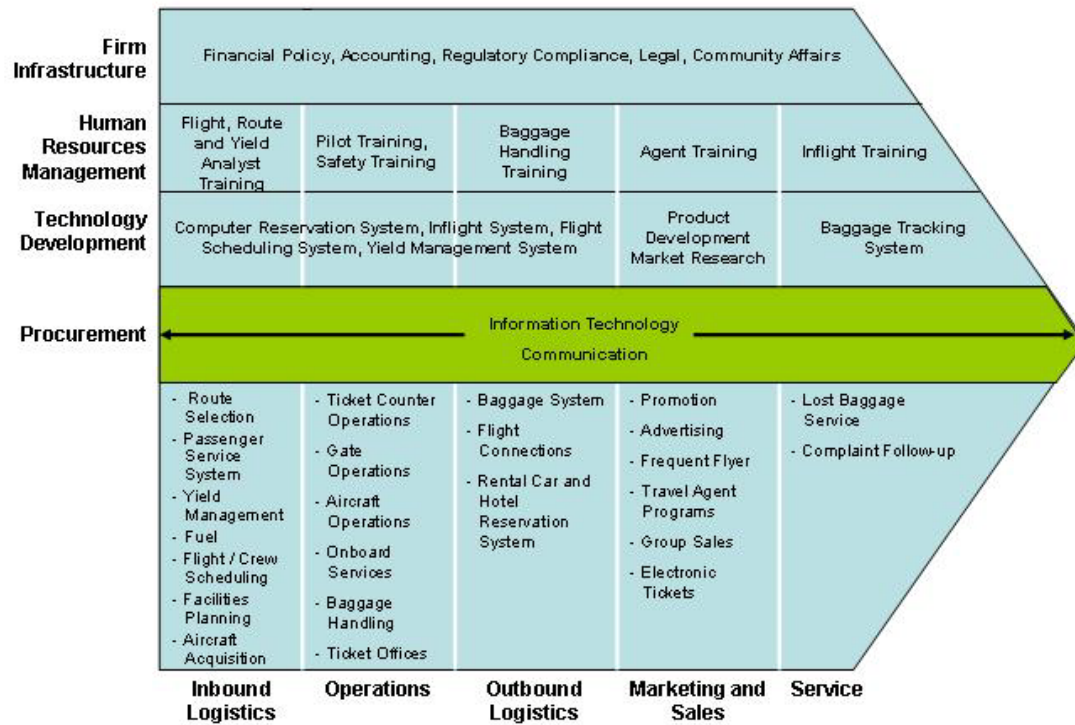 Firm
Infrastructure
Financial Policy, Accounting, Regulatory Compliance, Legal, Community Affairs
Human
Resources
Management
Flight, Route
and Yield
Analyst
Training
Pilot Training,
Safety Training
Baggage
Handling
Training
Agent Training
Inflight Training
Technology
Development
Computer Reservation System, Inflight System, Flight
Scheduling System, Yield Management System
Product
Development
Market Research
Baggage Tracking
System
Procurement
Information Technology
Communication
- Route
Selection
- Passenger
Service
System
- Yield
Management
- Fuel
- Flight / Crew
Scheduling
- Facilities
Planning
- Aircraft
Acquisition
- Ticket Counter
Operations
- Gate
Operations
- Aircraft
Operations
- Onboard
Services
- Baggage
Handling
- Ticket Offices
- Baggage System
- Flight
Connections
- Rental Car and
Hotel
Reservation
System
- Promotion
- Advertising
- Frequent Flyer
- Travel Agent
Programs
- Group Sales
- Electronic
Tickets
- Lost Baggage
Service
- Complaint Follow-up
Inbound
Logistics
Operations
Outbound
Logistics
Marketing and
Sales
Service